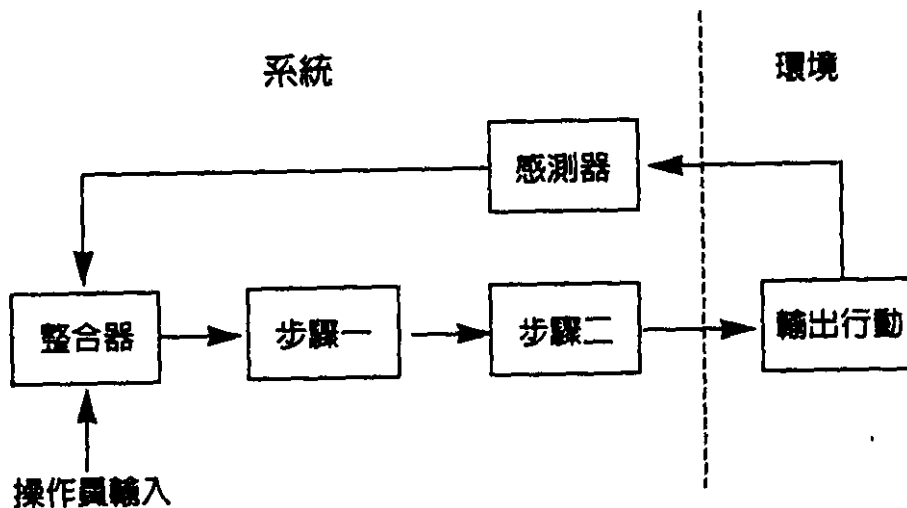 系統
環境
感測器
整合器
步驟一
步驟二
輸出行動
操作員輸入